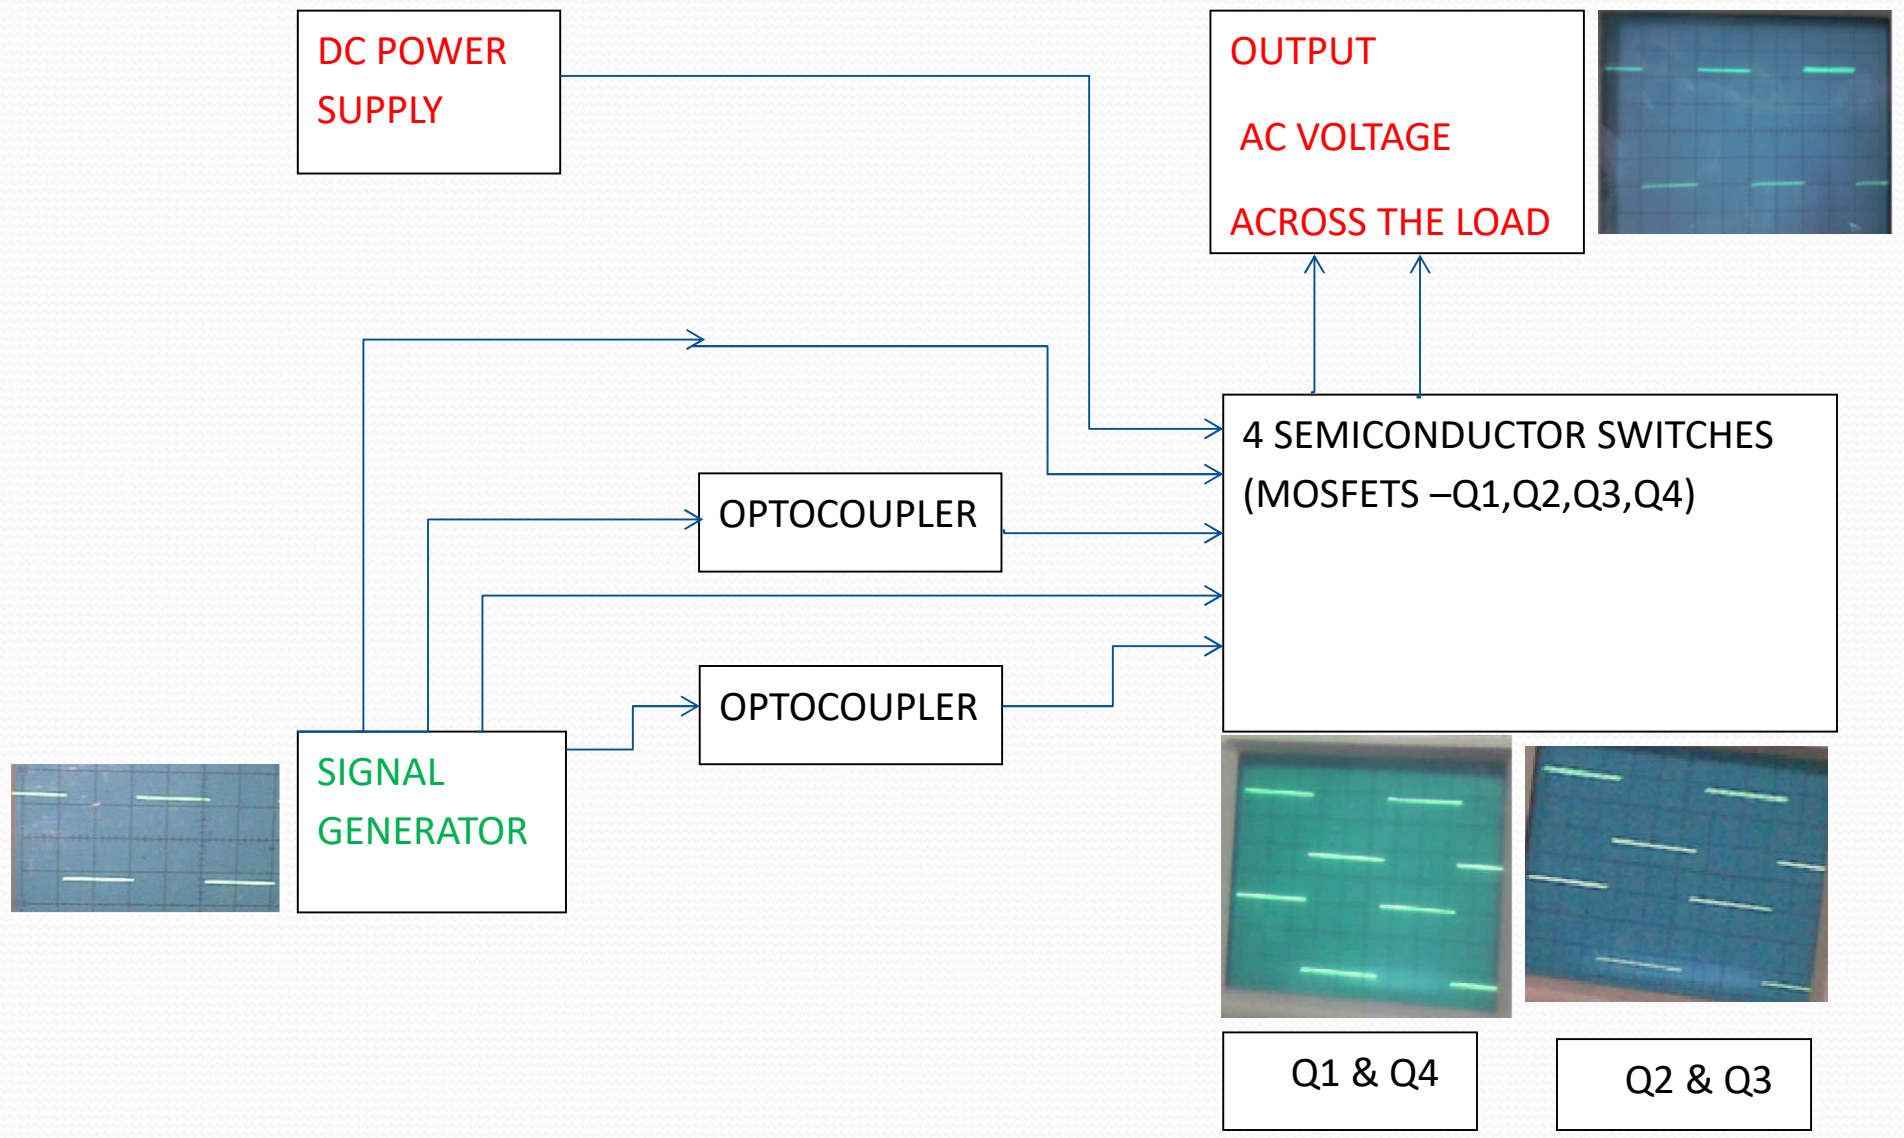 DC POWER
SUPPLY
OUTPUT
AC VOLTAGE
ACROSS THE LOAD
4 SEMICONDUCTOR SWITCHES
(MOSFETS –Q1,Q2,Q3,Q4)
OPTOCOUPLER
OPTOCOUPLER
SIGNAL
GENERATOR
Q1 & Q4
Q2 & Q3